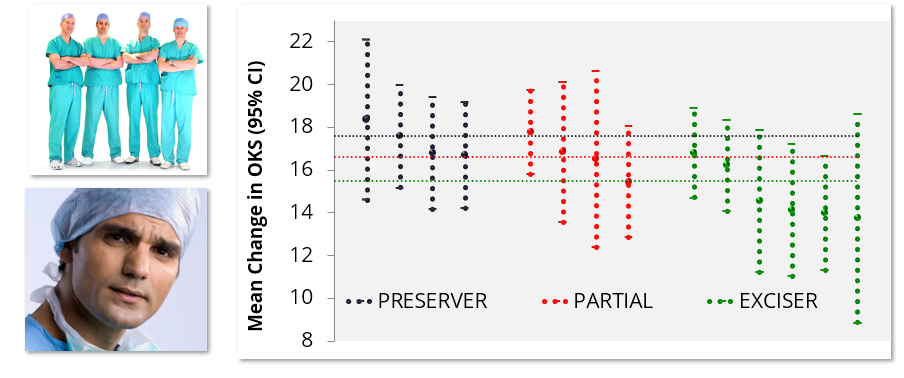 Mean Change in OKS (95% CI)
22
20
18
16
14
12
10
8
PRESERVER
PARTIAL
EXCISER